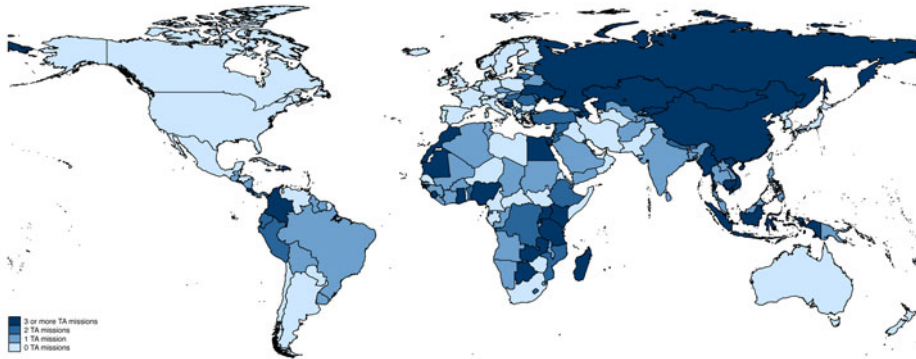 3 or more TA missions
2 TA missions
1 TA mission
0 TA missions